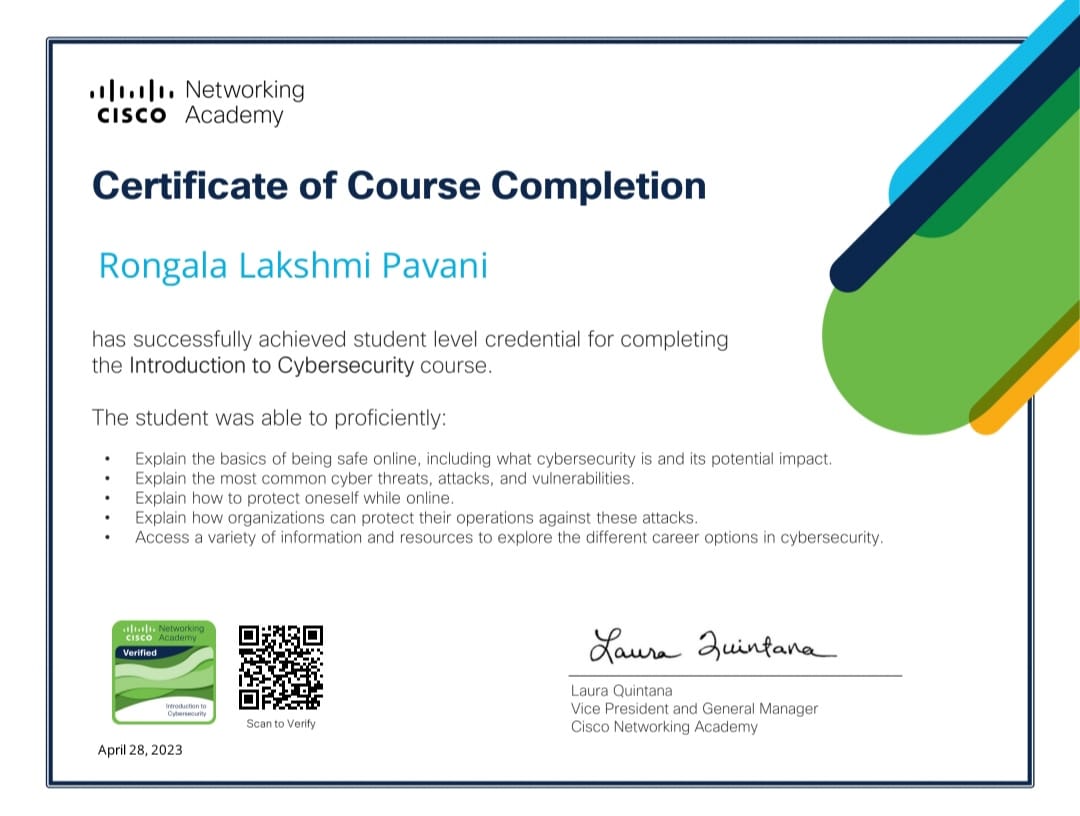 Networking
CISCO Academy
Certificate of Course Completion
Rongala Lakshmi Pavani
has successfully achieved student level credential for completing
the Introduction to Cybersecurity course.
The student was able to proficiently:
• Explain the basics of being safe online, including what cybersecurity is and its potential impact.
• Explain the most common cyber threats, attacks, and vulnerabilities.
• Explain how to protect oneself while online.
• Explain how organizations can protect their operations against these attacks.
• Access a variety of information and resources to explore the different career options in cybersecurity.
Networking
CISCO Academy
Verified
Introduction to
Cybersecurity
Scan to Verify
April 28, 2023
Laura Quintana
Laura Quintana
Vice President and General Manager
Cisco Networking Academy